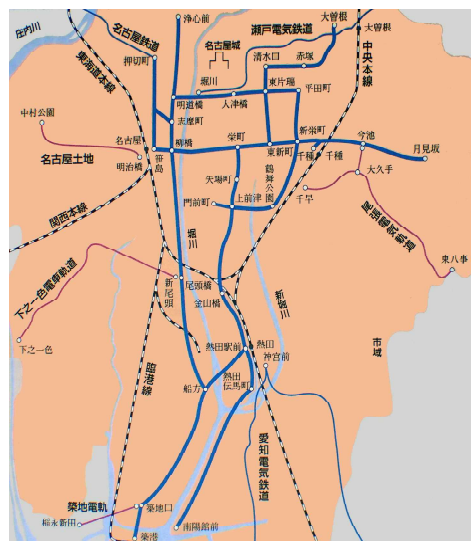 庄内川
浄心前
大曽根
大曽根
瀬戸電気鉄道
名古屋鉄道
押切町
名古屋城
清水口
赤塚
中央本線
東海道本線
堀川
明道橋
人津橋
東片場
平田町
中村公園
志摩町
名古屋
柳橋
栄町
新栄町
今池
東新町
千種
千種
月見坂
名古屋土地
明治橋
笹島
矢場町
鶴舞公園
大久手
門前町
上前津
千早
関西本線
堀川
尾張電気軌道
東八事
下之一色電車軌道
新尾頭
尾頭橋
金山橋
新堀川
熱田駅前
熱田
神宮前
市域
下之一色
臨港線
船方
熱田伝馬町
愛知電気鉄道
築地電軌
築地口
稲永新田
築港
南陽館前